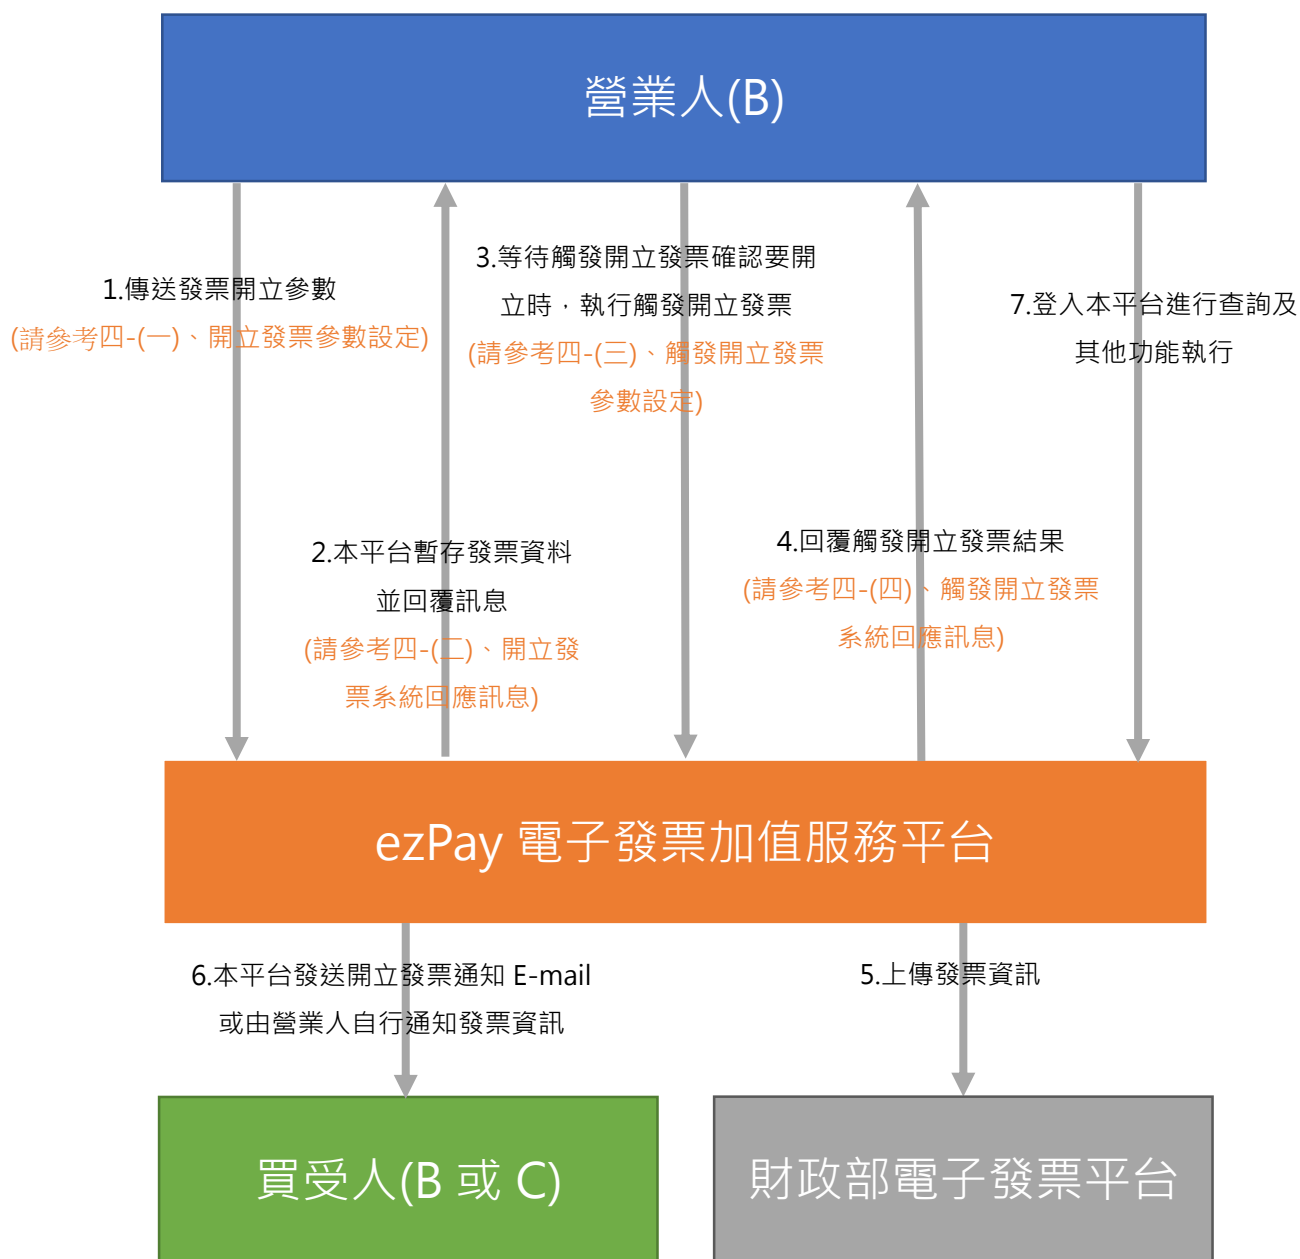 營業人(B)
1.傳送發票開立參數
(請參考四-(一)、開立發票參數設定)
2.本平台暫存發票資料
並回覆訊息
(請參考四-(二)、開立發
票系統回應訊息)
3.等待觸發開立發票確認要開
立時，執行觸發開立發票
(請參考四-(三)、觸發開立發票
參數設定)
4.回覆觸發開立發票結果
(請參考四-(四)、觸發開立發票
系統回應訊息)
7.登入本平台進行查詢及
其他功能執行
ezPay 電子發票加值服務平台
6.本平台發送開立發票通知 E-mail
或由營業人自行通知發票資訊
5.上傳發票資訊
買受人(B 或 C)
財政部電子發票平台